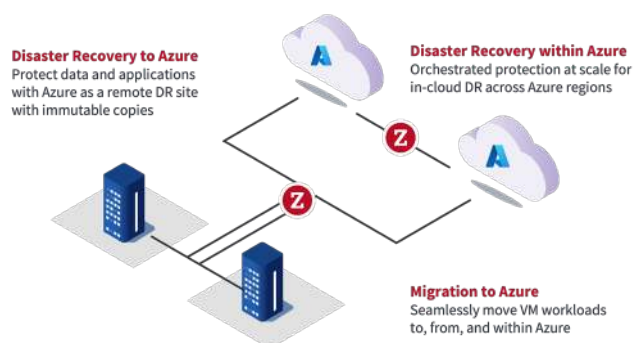 Disaster Recovery to Azure
Protect data and applications
with Azure as a remote DR site
with immutable copies
Disaster Recovery within Azure
Orchestrated protection at scale for
in-cloud DR across Azure regions
Z
Z
Migration to Azure
Seamlessly move VM workloads
to, from, and within Azure